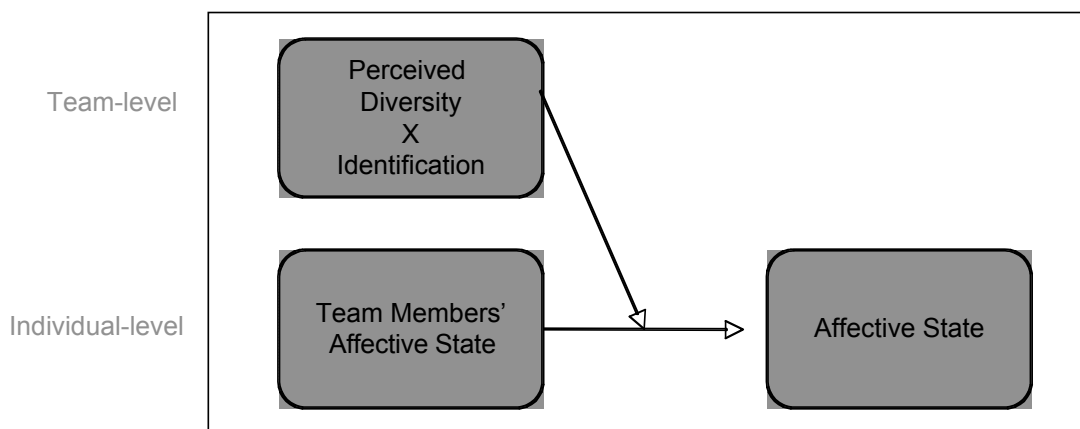 Team-level
Perceived
Diversity
X
Identification
Individual-level
Team Members’
Affective State
Affective State